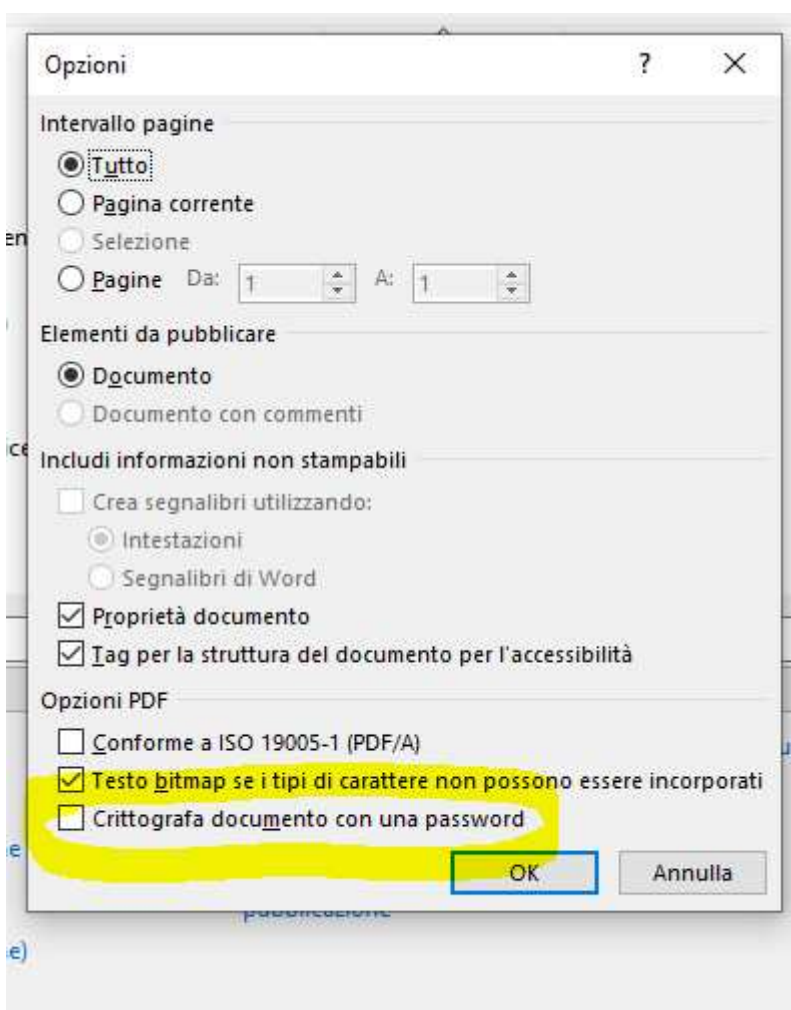 Opzioni ?
Intervallo pagine
Tutto
Pagina corrente
en
Selezione
Pagine Da: 1 A: 1
Elementi da pubblicare
Documento
Documento con commenti
Includi informazioni non stampabili
Crea segnalibri utilizzando:
Intestazioni
Segnalibri di Word
Proprietà documento
Tag per la struttura del documento per l'accessibilità
Opzioni PDF
Conforme a ISO 19005-1 (PDF/A)
Testo bitmap se i tipi di carattere non possono essere incorporati
Crittografa documento con una password
e
OK Annulla
pubblicazione
e)